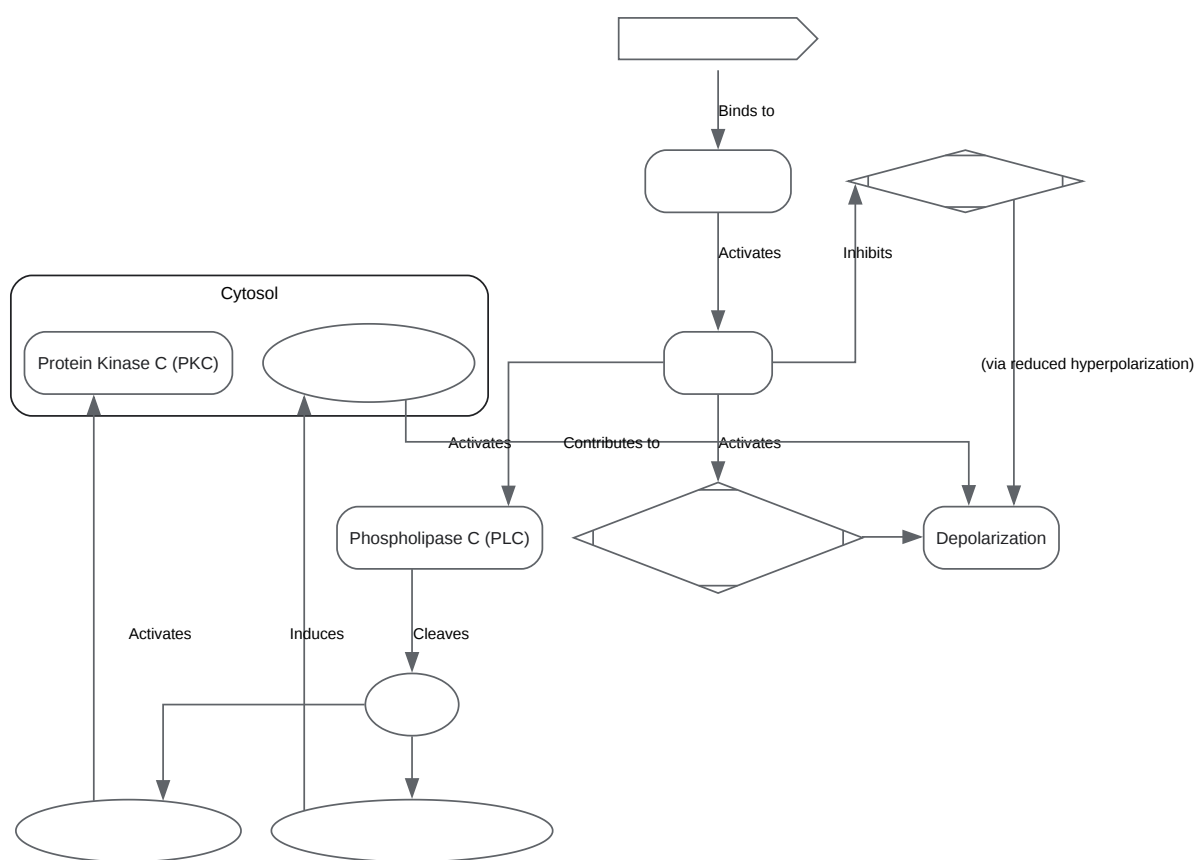 Binds to
Activates
Inhibits
Cytosol
Protein Kinase C (PKC)
(via reduced hyperpolarization)
Activates
Contributes to
Activates
Phospholipase C (PLC)
Depolarization
Activates
Induces
Cleaves